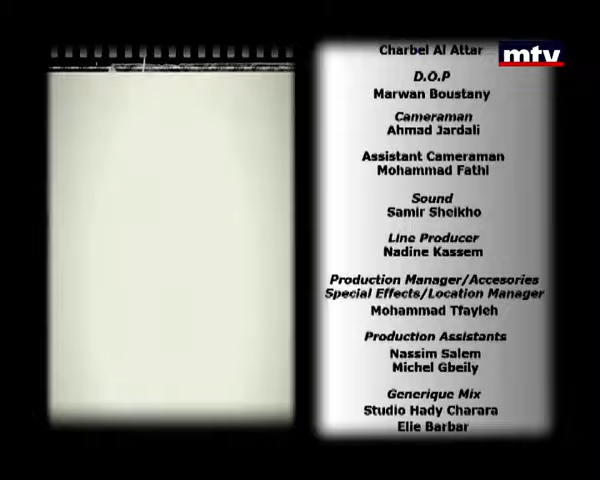 mtv
Charbel Al Attar
D.O.P
Marwan Boustany
Cameraman
Ahmad Jardali
Assistant Cameraman
Mohammad Fathi
Sound
Samir Sheikho
Line Producer
Nadine Kassem
Production Manager/Accesories
Special Effects/Location Manager
Mohammad Tfayleh
Production Assistants
Nassim Salem
Michel Gbeily
Generique Mix
Studio Hady Charara
Elie Barbar